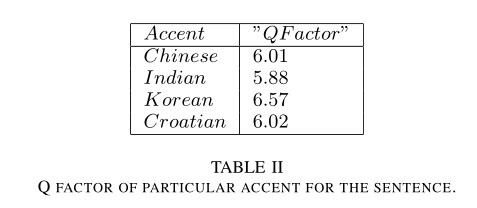 Accent "QFactor"
Chinese 6.01
Indian 5.88
Korean 6.57
Croatian 6.02
TABLE II
Q FACTOR OF PARTICULAR ACCENT FOR THE SENTENCE.